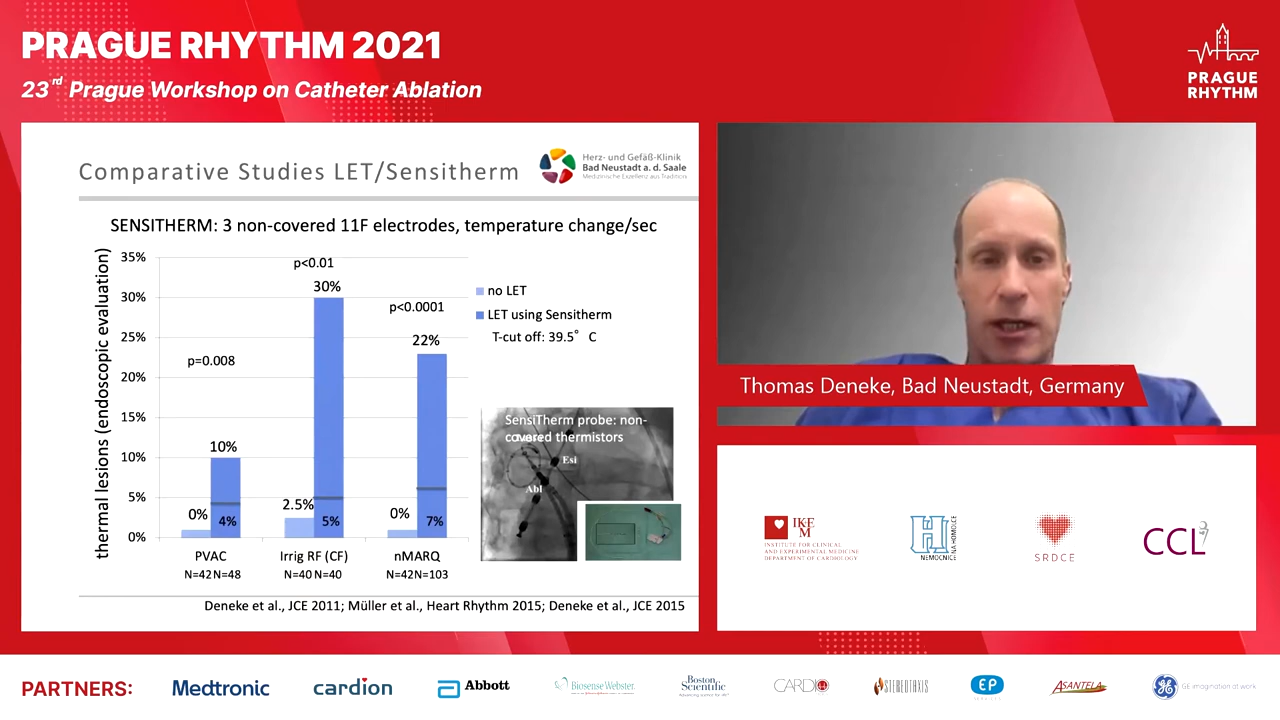 PRAGUE RHYTHM 2021
23rd Prague Workshop on Catheter Ablation
PRAGUE
RHYTHM
Comparative Studies LET/Sensitherm
Herz- und Gefäß-Klinik
Bad Neustadt a. d. Saale
Medizinische Exzellenz aus Tradition
SENSITHERM: 3 non-covered 11F electrodes, temperature change/sec
thermal lesions (endoscopic evaluation)
35%
30%
25%
20%
15%
10%
5%
0%
p=0.008
10%
0%
4%
p<0.01
30%
2.5%
5%
p<0.0001
22%
0%
7%
PVAC
Irrig RF (CF)
nMARQ
N=42 N=48
N=40 N=40
N=42 N=103
no LET
LET using Sensitherm
T-cut off: 39.5° C
SensiTherm probe: non-
covered thermistors
Esi
Abl
Deneke et al., JCE 2011; Müller et al., Heart Rhythm 2015; Deneke et al., JCE 2015
Thomas Deneke, Bad Neustadt, Germany
IKEM
INSTITUTE FOR CLINICAL
AND EXPERIMENTAL MEDICINE
DEPARTMENT OF CARDIOLOGY
NEMOCNICE
NA HOMOLCE
SRDCE
CCL
PARTNERS:
Medtronic
cardion
Abbott
Biosense Webster
Boston
Scientific
CARDIO
STEREOTAXIS
EP
ASANTELA
GE imagination at work